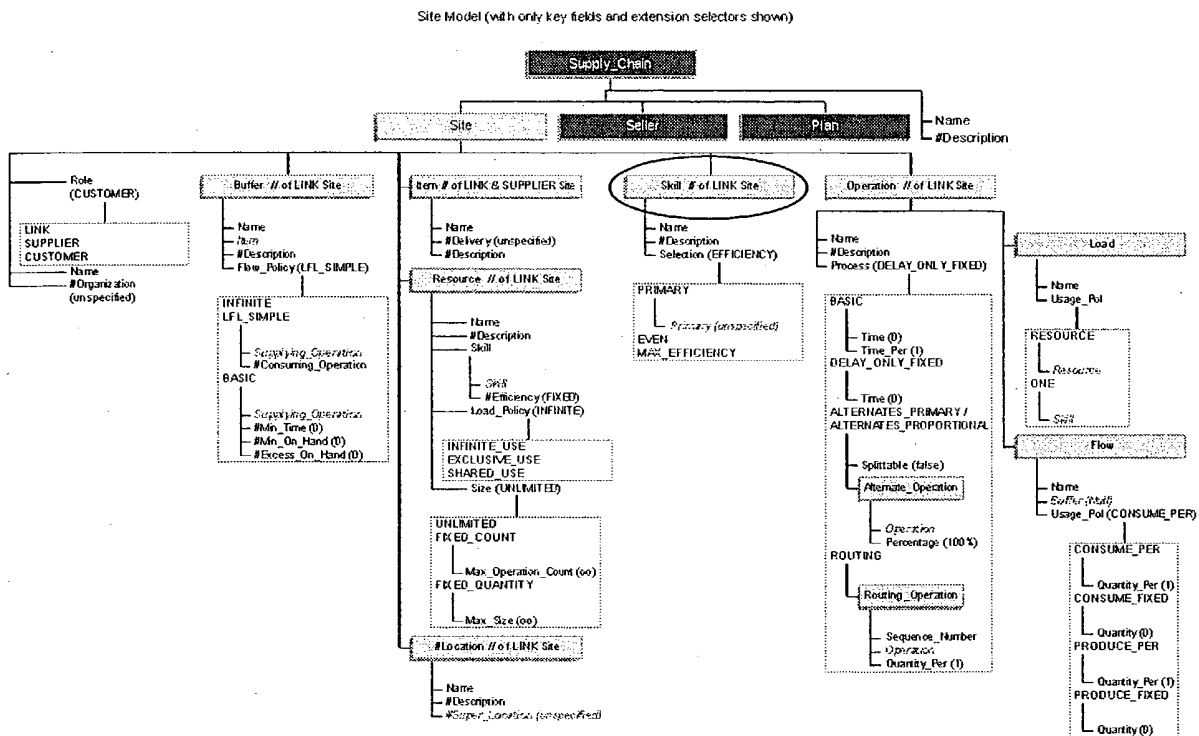 Site Model (with only key fields and extension selectors shown)
Supply_Chain
Site
Seller
Plan
Name
#Description
Role
(CUSTOMER)
LINK
SUPPLIER
CUSTOMER
Name
#Organization
(unspecified)
Buffer // of LINK Site
Name
Item
#Description
Flow_Policy (LFL_SIMPLE)
INFINITE
LFL_SIMPLE
Supplying_Operation
#Consuming_Operation
BASIC
Supplying_Operation
#Min_Time (0)
#Min_On_Hand (0)
#Excess_On_Hand (0)
Item // of LINK & SUPPLIER Site
Name
#Delivery (unspecified)
#Description
Resource // of LINK Site
Name
#Description
Skill
Skill
#Efficiency (FIXED)
Load_Policy (INFINITE)
INFINITE_USE
EXCLUSIVE_USE
SHARED_USE
Size (UNLIMITED)
UNLIMITED
FIXED_COUNT
Max_Operation_Count (oo)
FIXED_QUANTITY
Max_Size (oo)
#Location // of LINK Site
Name
#Description
#Super_Location (unspecified)
Skill // of LINK Site
Name
#Description
Selection (EFFICIENCY)
PRIMARY
Primary (unspecified)
EVEN
MAX_EFFICIENCY
Operation // of LINK Site
Name
#Description
Process (DELAY_ONLY_FIXED)
BASIC
Time (0)
Time_Per (1)
DELAY_ONLY_FIXED
Time (0)
ALTERNATES_PRIMARY /
ALTERNATES_PROPORTIONAL
Splittable (false)
Alternate_Operation
Operation
Percentage (100%)
ROUTING
Routing_Operation
Sequence_Number
Operation
Quantity_Per (1)
Load
Name
Usage_Pol
RESOURCE
Resource
ONE
Skill
Flow
Name
Buffer (Null)
Usage_Pol (CONSUME_PER)
CONSUME_PER
Quantity_Per (1)
CONSUME_FIXED
Quantity (0)
PRODUCE_PER
Quantity_Per (1)
PRODUCE_FIXED
Quantity (0)